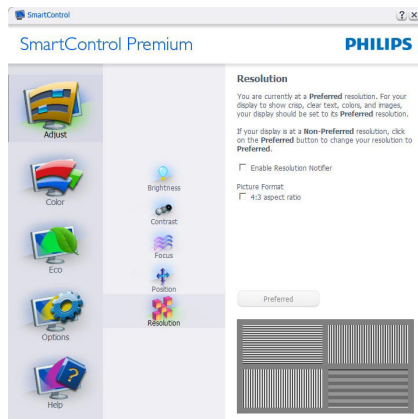 SmartControl
SmartControl Premium
PHILIPS
Adjust
Color
Eco
Options
Help
Brightness
Contrast
Focus
Position
Resolution
Resolution
You are currently at a Preferred resolution. For your
display to show crisp, clear text, colors, and images,
your display should be set to its Preferred resolution.
If your display is at a Non-Preferred resolution, click
on the Preferred button to change your resolution to
Preferred.
Enable Resolution Notifier
Picture Format
4:3 aspect ratio
Preferred